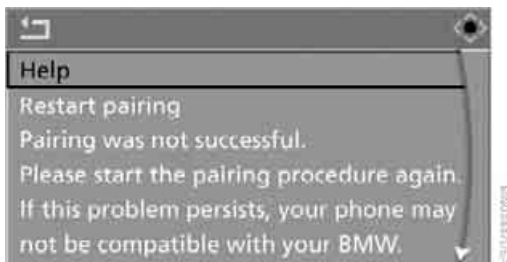 Help
Restart pairing
Pairing was not successful.
Please start the pairing procedure again.
If this problem persists, your phone may
not be compatible with your BMW.